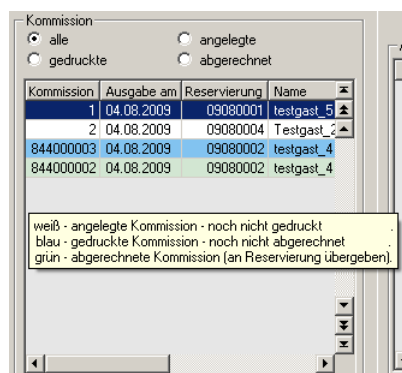 Kommission
alle angelegte
gedruckte abgerechnet
Kommission Ausgabe am Reservierung Name
1 04.08.2009 09080001 testgast_5
2 04.08.2009 09080004 Testgast_2
844000003 04.08.2009 09080002 testgast_4
844000002 04.08.2009 09080002 testgast_4
weiß - angelegte Kommission - noch nicht gedruckt .
blau - gedruckte Kommission - noch nicht abgerechnet .
grün - abgerechnete Kommission (an Reservierung übergeben).